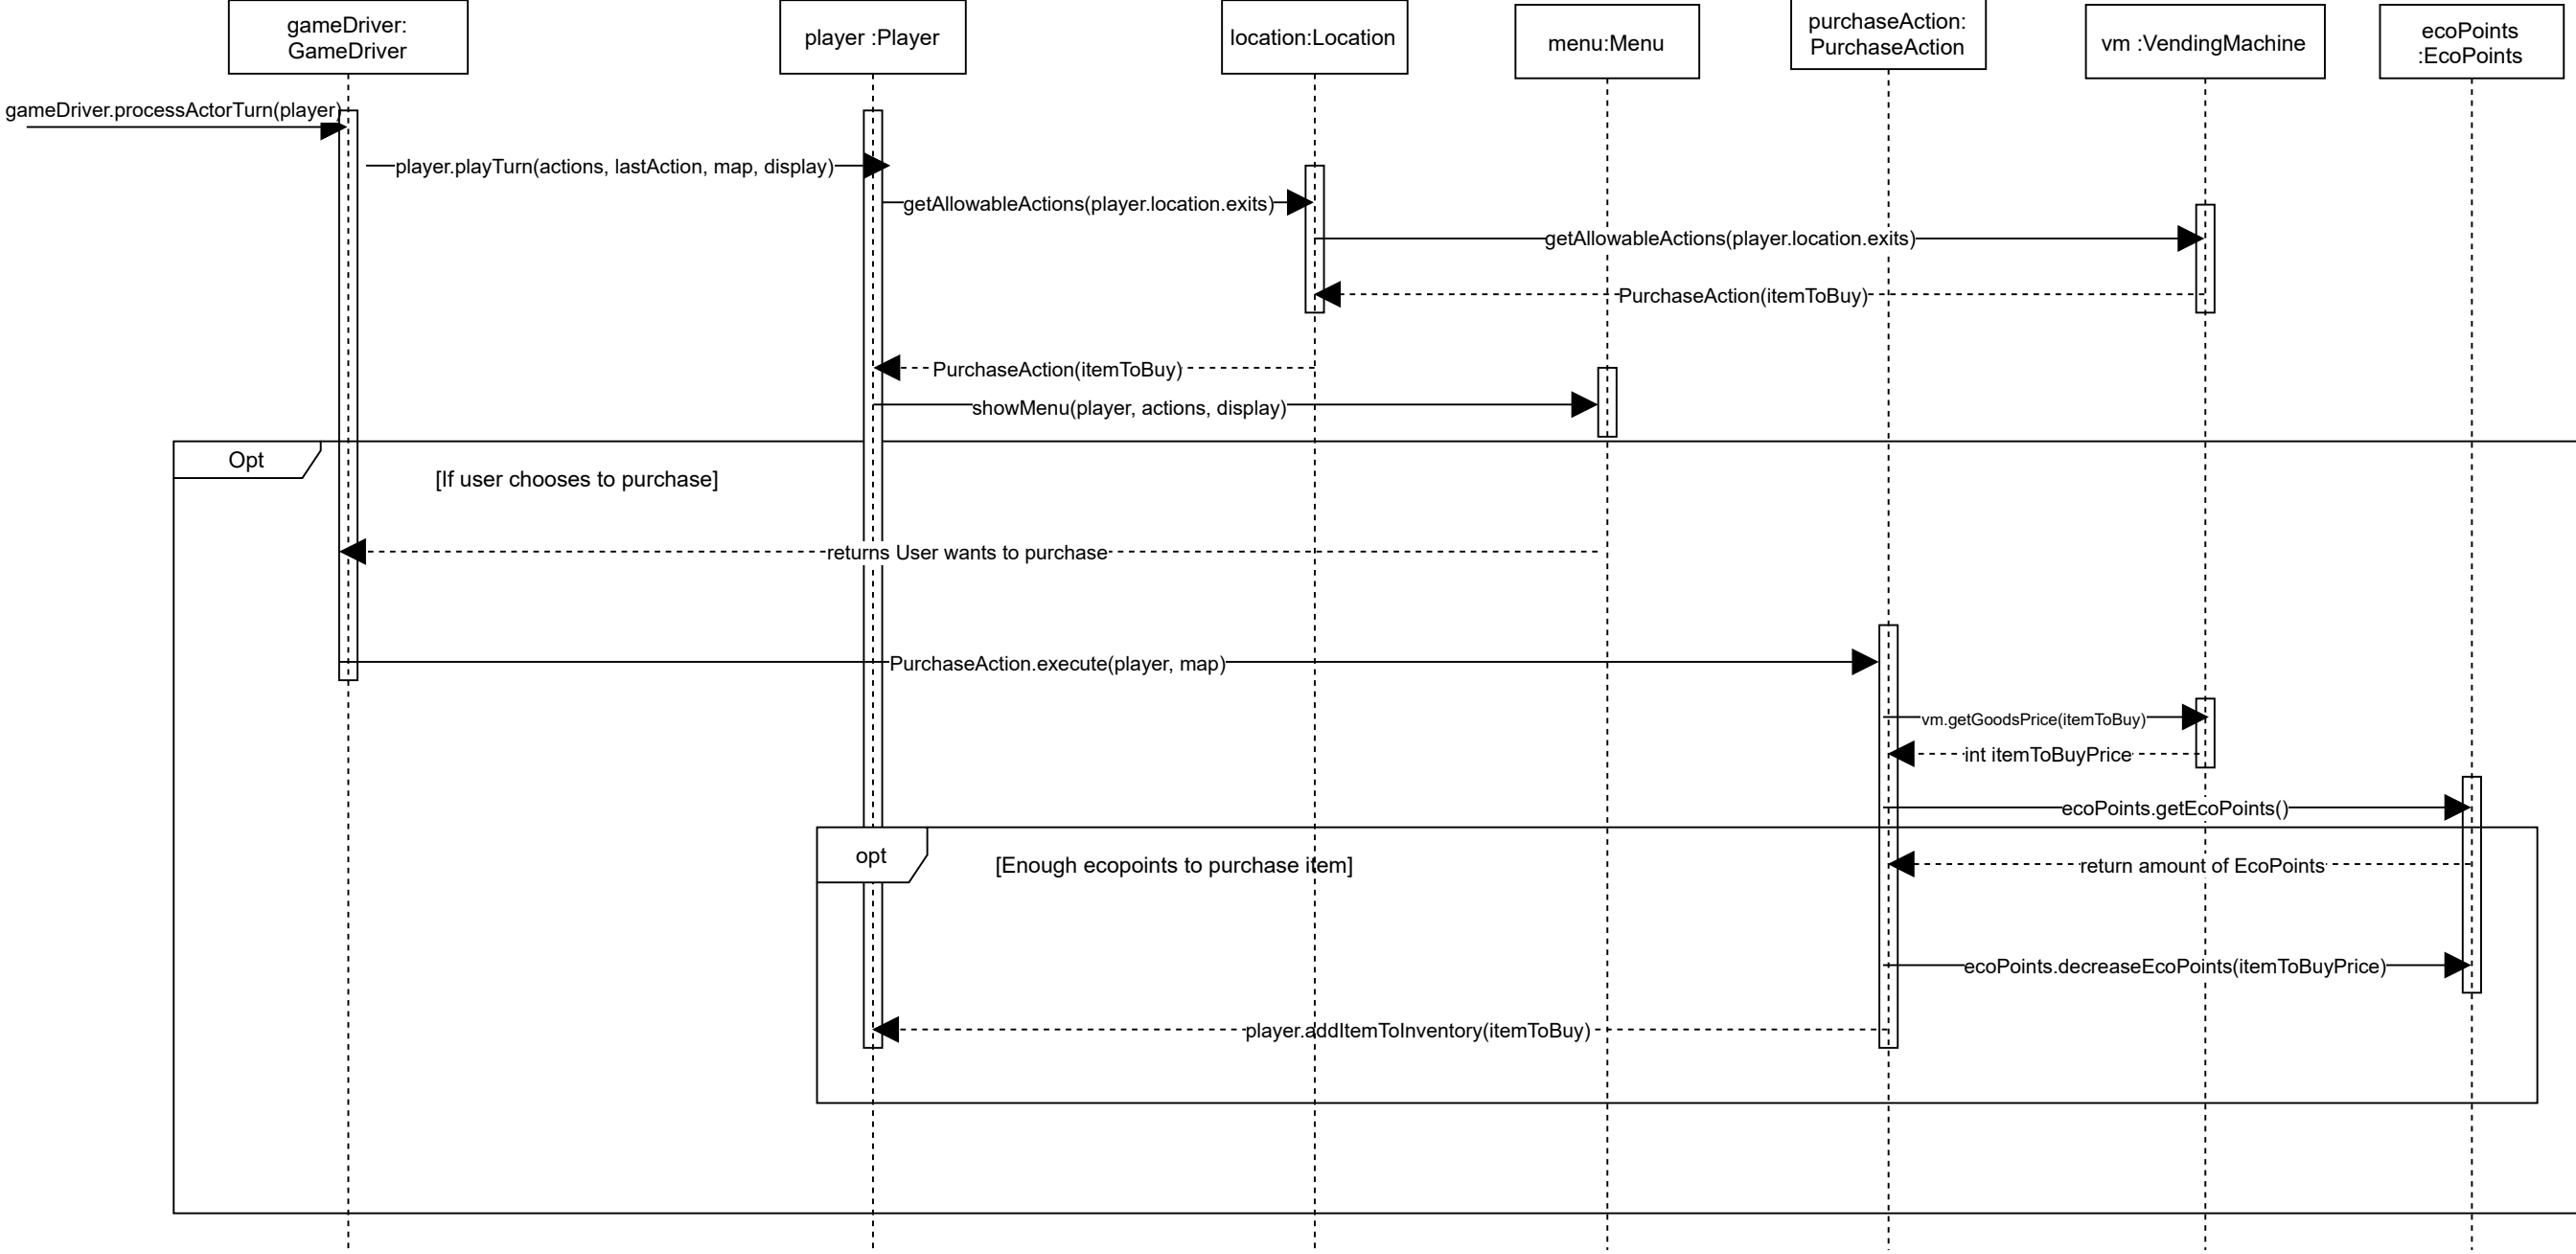 gameDriver:
GameDriver
player :Player
location:Location
menu:Menu
purchaseAction:
PurchaseAction
vm :VendingMachine
ecoPoints
:EcoPoints
gameDriver.processActorTurn(player)
player.playTurn(actions, lastAction, map, display)
getAllowableActions(player.location.exits)
getAllowableActions(player.location.exits)
PurchaseAction(itemToBuy)
PurchaseAction(itemToBuy)
showMenu(player, actions, display)
Opt
[If user chooses to purchase]
returns User wants to purchase
PurchaseAction.execute(player, map)
vm.getGoodsPrice(itemToBuy)
int itemToBuyPrice
ecoPoints.getEcoPoints()
opt
[Enough ecopoints to purchase item]
return amount of EcoPoints
ecoPoints.decreaseEcoPoints(itemToBuyPrice)
player.addItemToInventory(itemToBuy)